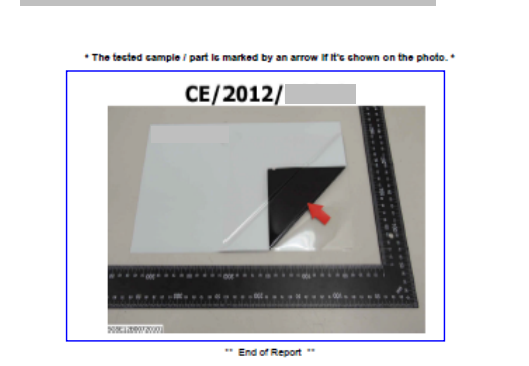 * The tested sample / part is marked by an arrow if it's shown on the photo. *
CE/2012/
** End of Report **